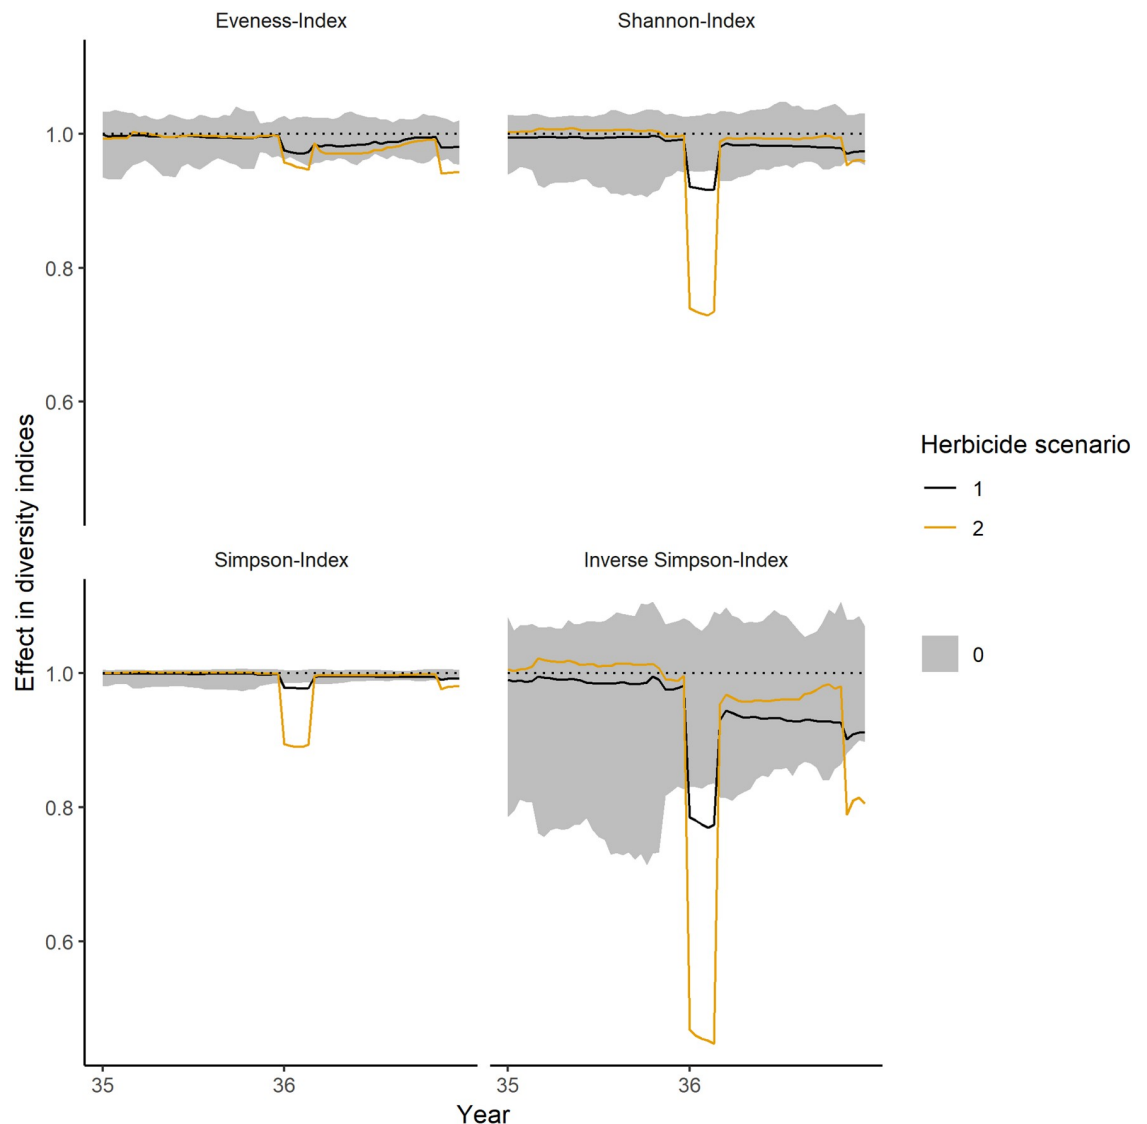 Eveness-Index
Shannon-Index
1.0
0.8
0.6
Effect in diversity indices
Herbicide scenario
1
2
0
Simpson-Index
Inverse Simpson-Index
1.0
0.8
0.6
35
36
35
36
Year